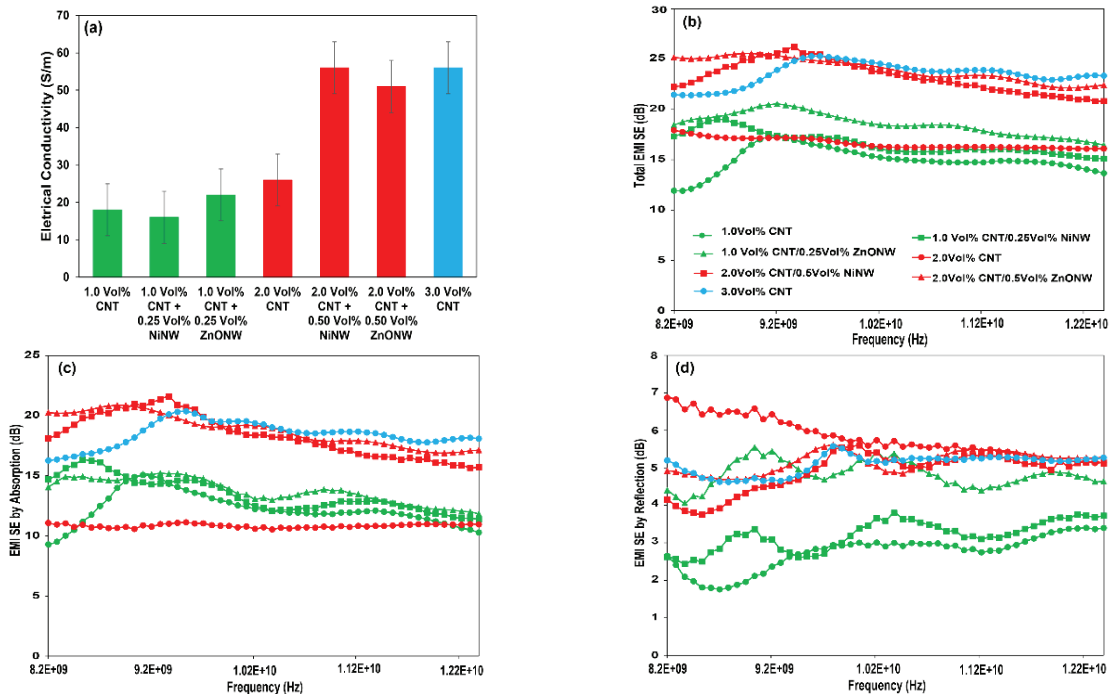 (a)
Eletrical Conductivity (S/m)
70
60
50
40
30
20
10
0
1.0 Vol%
CNT
1.0 Vol%
CNT +
0.25 Vol%
NiNW
1.0 Vol%
CNT +
0.25 Vol%
ZnONW
2.0 Vol%
CNT
2.0 Vol%
CNT +
0.50 Vol%
NiNW
2.0 Vol%
CNT +
0.50 Vol%
ZnONW
3.0 Vol%
CNT
(b)
Total EMI SE (dB)
30
25
20
15
10
5
0
1.0Vol% CNT
1.0 Vol% CNT/0.25Vol% NiNW
1.0 Vol% CNT/0.25Vol% ZnONW
2.0Vol% CNT
2.0Vol% CNT/0.5Vol% NiNW
2.0Vol% CNT/0.5Vol% ZnONW
3.0Vol% CNT
8.2E+09
9.2E+09
1.02E+10
1.12E+10
1.22E+10
Frequency (Hz)
(c)
EMI SE by Absorption (dB)
25
20
15
10
5
0
8.2E+09
9.2E+09
1.02E+10
1.12E+10
1.22E+10
Frequency (Hz)
(d)
EMI SE by Reflection (dB)
8
7
6
5
4
3
2
1
0
8.2E+09
9.2E+09
1.02E+10
1.12E+10
1.22E+10
Frequency (Hz)